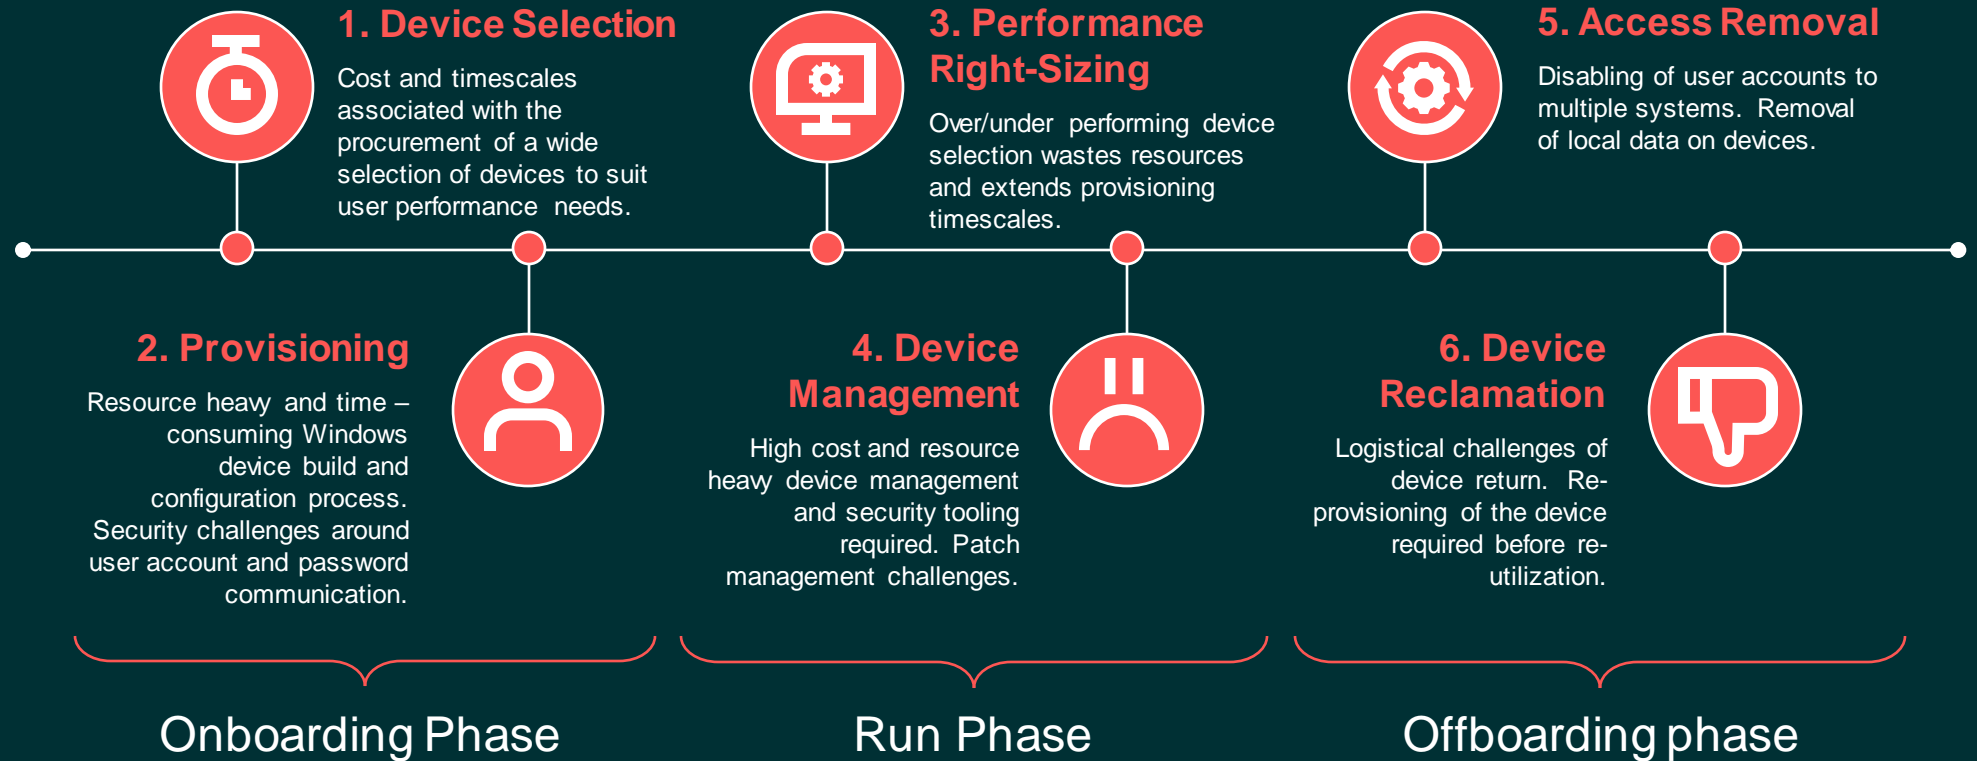 1. Device Selection
Cost and timescales
associated with the
procurement of a wide
selection of devices to suit
user performance needs.
2. Provisioning
Resource heavy and time –
consuming Windows
device build and
configuration process.
Security challenges around
user account and password
communication.
3. Performance
Right-Sizing
Over/under performing device
selection wastes resources
and extends provisioning
timescales.
4. Device
Management
High cost and resource
heavy device management
and security tooling
required. Patch
management challenges.
5. Access Removal
Disabling of user accounts to
multiple systems. Removal
of local data on devices.
6. Device
Reclamation
Logistical challenges of
device return. Re-
provisioning of the device
required before re-
utilization.
Onboarding Phase
Run Phase
Offboarding phase